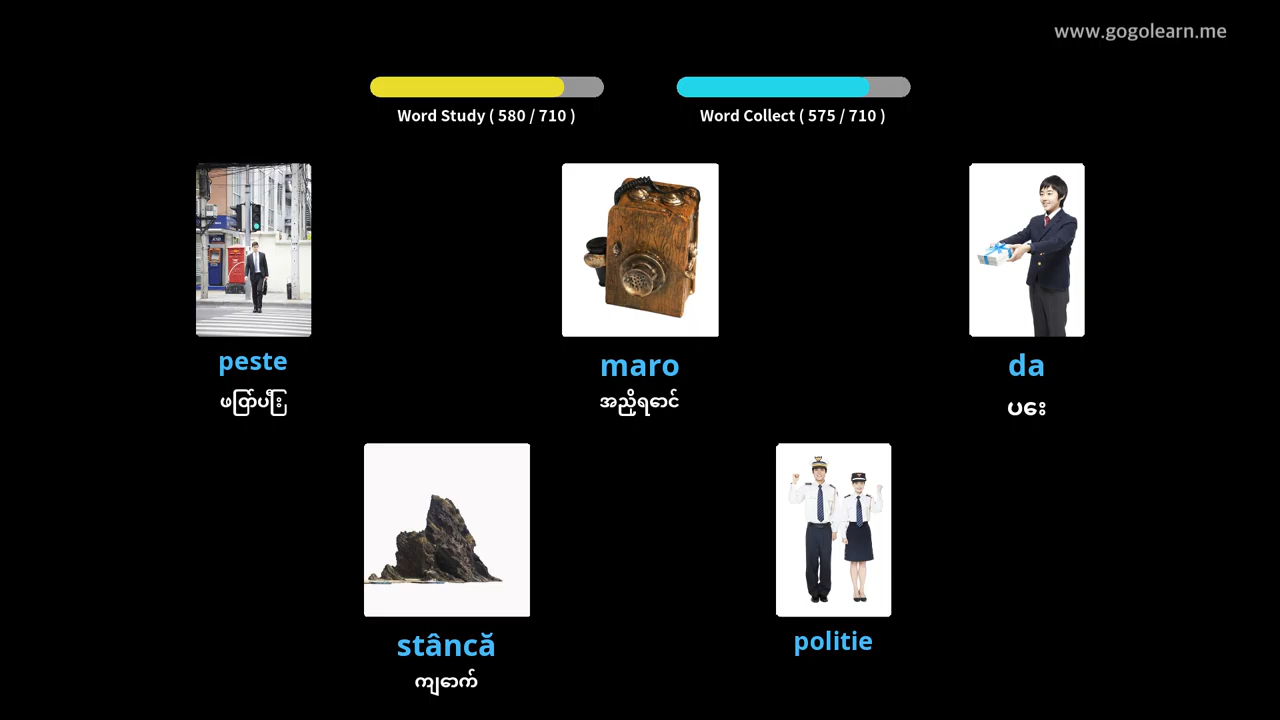 www.gogolearn.me
Word Study ( 580 / 710 )
Word Collect ( 575 / 710 )
peste
ဖြတ်ပြီး
maro
အညိုရောင်
da
ပေး
stâncă
ကျောက်
politie